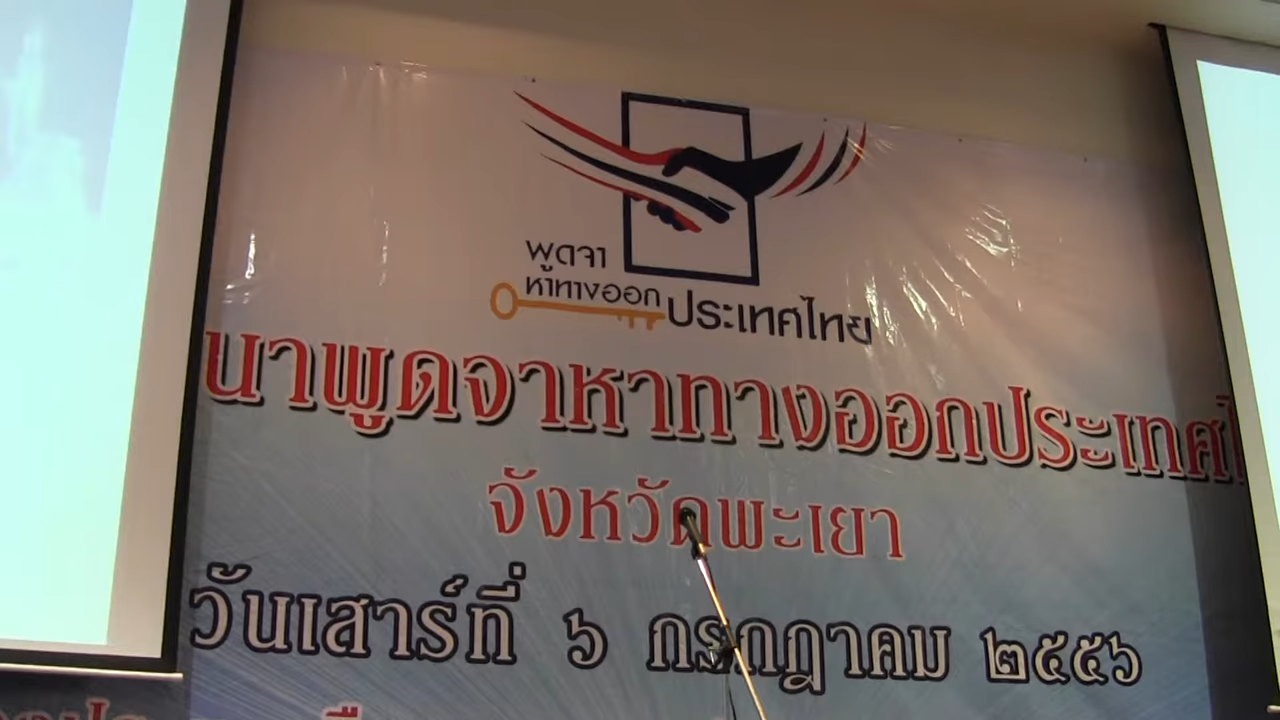 พูดจา
หาทางออก
ประเทศไทย
นาพูดจาหาทางออกประเทศไ
จังหวัดพะเยา
วันเสาร์ที่ ๖ กรกฎาคม ๒๕๕๖